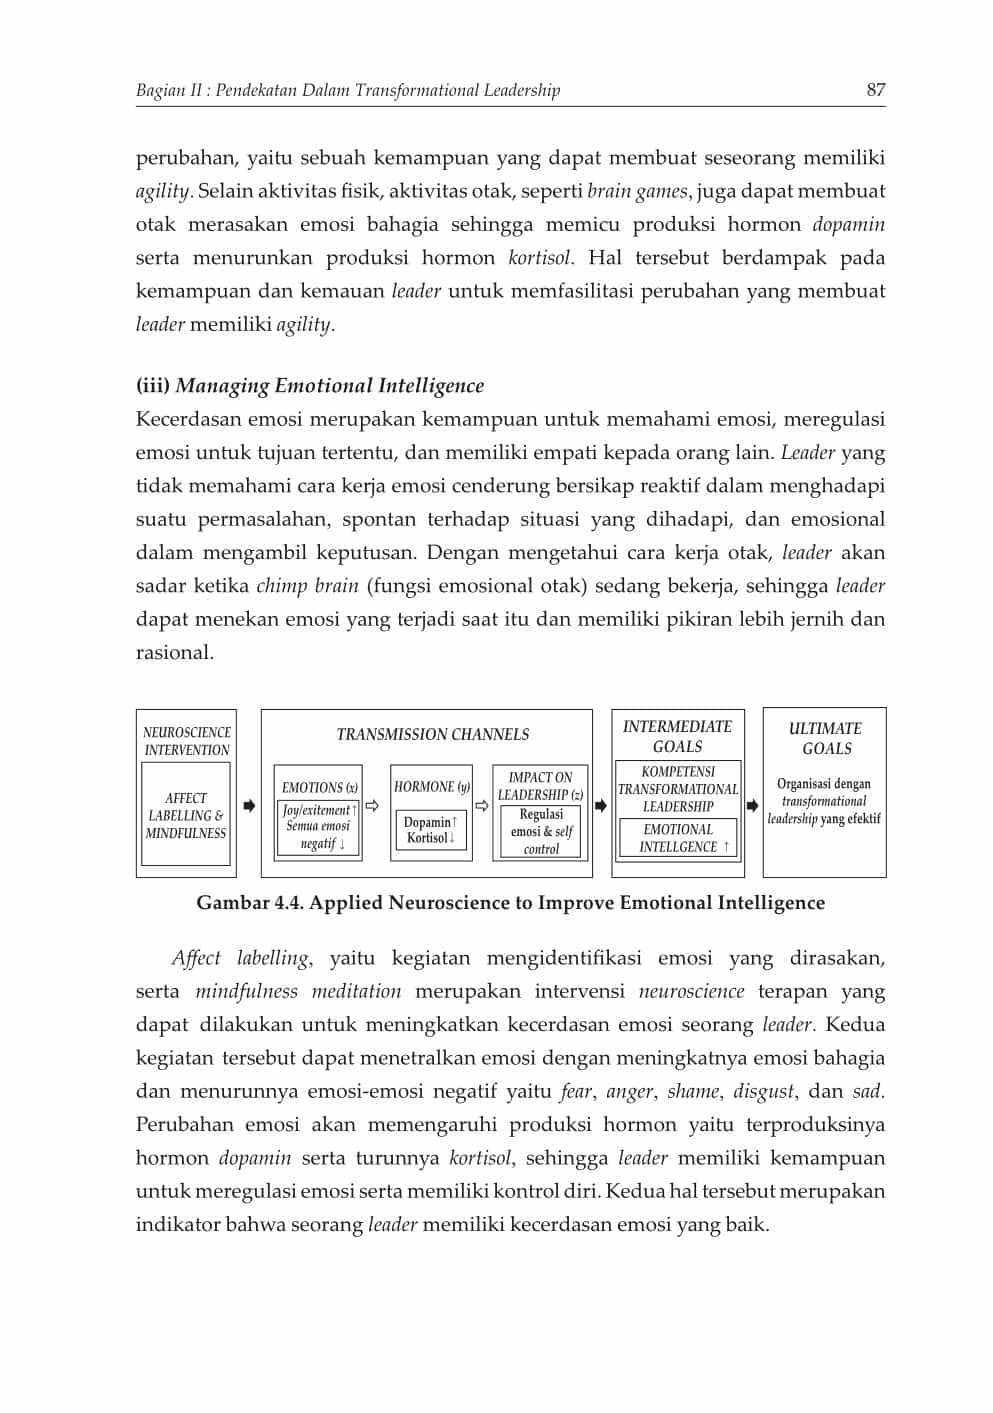 Bagian II : Pendekatan Dalam Transformational Leadership 87
perubahan, yaitu sebuah kemampuan yang dapat membuat seseorang memiliki
agility. Selain aktivitas fisik, aktivitas otak, seperti brain games, juga dapat membuat
otak merasakan emosi bahagia sehingga memicu produksi hormon dopamin
serta menurunkan produksi hormon kortisol. Hal tersebut berdampak pada
kemampuan dan kemauan leader untuk memfasilitasi perubahan yang membuat
leader memiliki agility.
(iii) Managing Emotional Intelligence
Kecerdasan emosi merupakan kemampuan untuk memahami emosi, meregulasi
emosi untuk tujuan tertentu, dan memiliki empati kepada orang lain. Leader yang
tidak memahami cara kerja emosi cenderung bersikap reaktif dalam menghadapi
suatu permasalahan, spontan terhadap situasi yang dihadapi, dan emosional
dalam mengambil keputusan. Dengan mengetahui cara kerja otak, leader akan
sadar ketika chimp brain (fungsi emosional otak) sedang bekerja, sehingga leader
dapat menekan emosi yang terjadi saat itu dan memiliki pikiran lebih jernih dan
rasional.
NEUROSCIENCE
INTERVENTION
AFFECT
LABELLING &
MINDFULNESS
TRANSMISSION CHANNELS
EMOTIONS (x)
Joy/exitement↑
Semua emosi
negatif ↓
HORMONE (y)
Dopamin↑
Kortisol↓
IMPACT ON
LEADERSHIP (z)
Regulasi
emosi & self
control
INTERMEDIATE
GOALS
KOMPETENSI
TRANSFORMATIONAL
LEADERSHIP
EMOTIONAL
INTELLGENCE ↑
ULTIMATE
GOALS
Organisasi dengan
transformational
leadership yang efektif
Gambar 4.4. Applied Neuroscience to Improve Emotional Intelligence
Affect labelling, yaitu kegiatan mengidentifikasi emosi yang dirasakan,
serta mindfulness meditation merupakan intervensi neuroscience terapan yang
dapat dilakukan untuk meningkatkan kecerdasan emosi seorang leader. Kedua
kegiatan tersebut dapat menetralkan emosi dengan meningkatnya emosi bahagia
dan menurunnya emosi-emosi negatif yaitu fear, anger, shame, disgust, dan sad.
Perubahan emosi akan memengaruhi produksi hormon yaitu terproduksinya
hormon dopamin serta turunnya kortisol, sehingga leader memiliki kemampuan
untuk meregulasi emosi serta memiliki kontrol diri. Kedua hal tersebut merupakan
indikator bahwa seorang leader memiliki kecerdasan emosi yang baik.